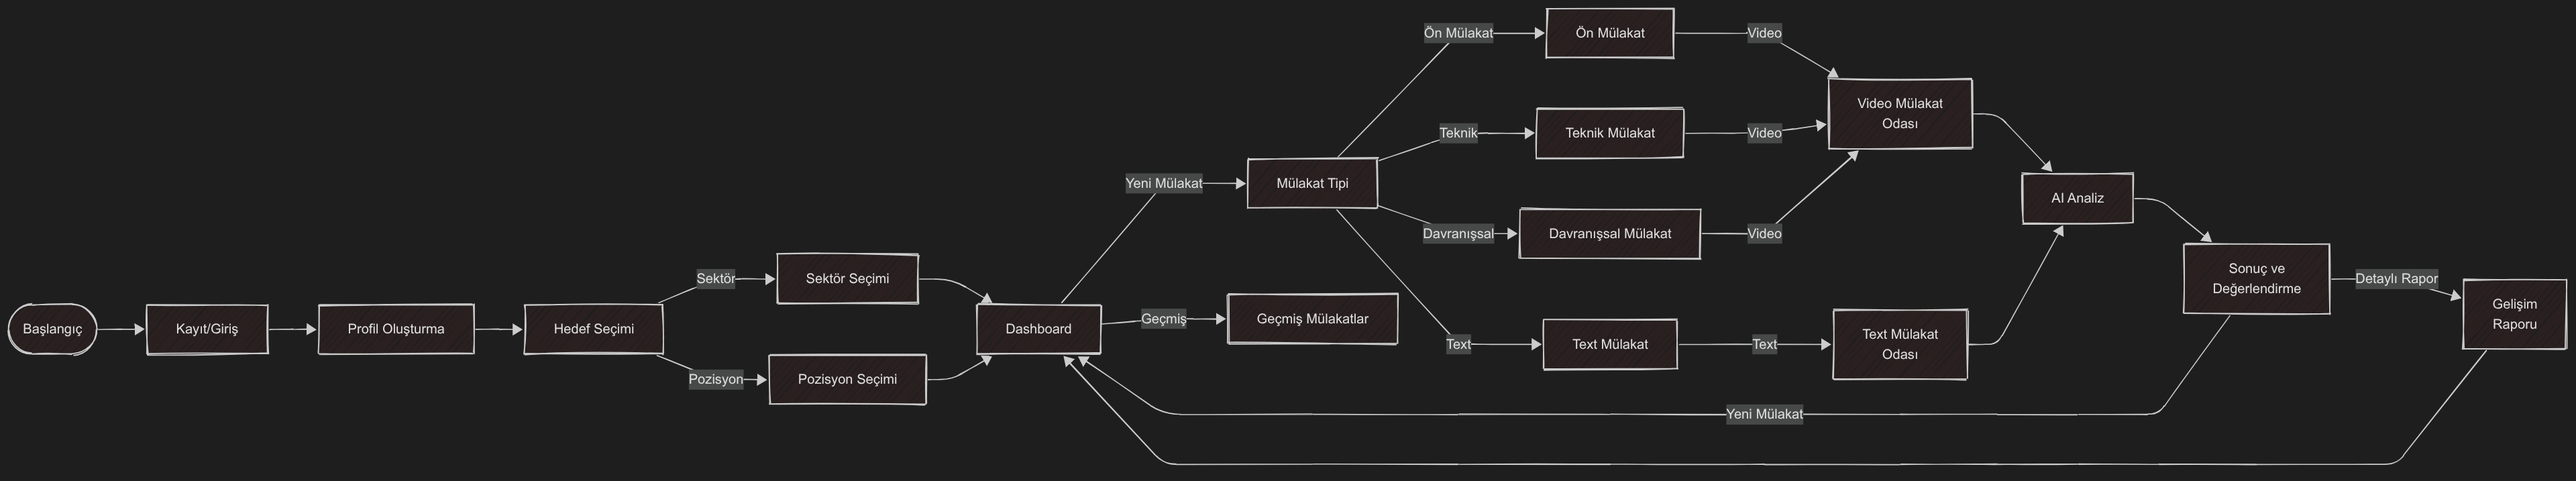 Başlangıç
Kayıt/Giriş
Profil Oluşturma
Hedef Seçimi
Sektör
Sektör Seçimi
Pozisyon
Pozisyon Seçimi
Dashboard
Yeni Mülakat
Geçmiş
Geçmiş Mülakatlar
Mülakat Tipi
Ön Mülakat
Ön Mülakat
Video
Teknik
Teknik Mülakat
Video
Davranışsal
Davranışsal Mülakat
Video
Text
Text Mülakat
Text
Video Mülakat
Odası
Text Mülakat
Odası
AI Analiz
Sonuç ve
Değerlendirme
Detaylı Rapor
Gelişim
Raporu
Yeni Mülakat